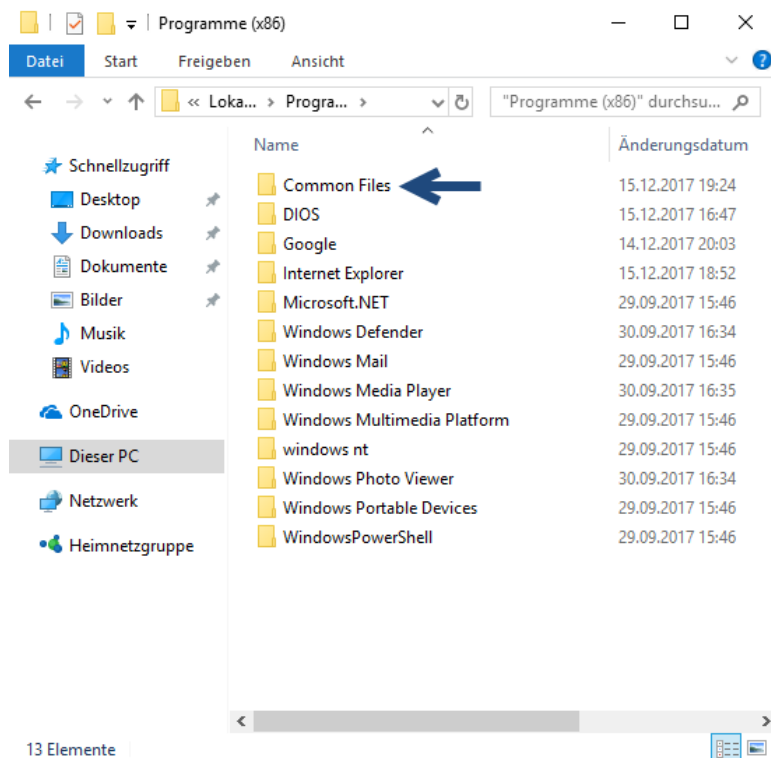 Programme (x86)
Datei Start Freigeben Ansicht
« Loka... › Progra... › "Programme (x86)" durchsu...
Schnellzugriff
Desktop
Downloads
Dokumente
Bilder
Musik
Videos
OneDrive
Dieser PC
Netzwerk
Heimnetzgruppe
Name Änderungsdatum
Common Files 15.12.2017 19:24
DIOS 15.12.2017 16:47
Google 14.12.2017 20:03
Internet Explorer 15.12.2017 18:52
Microsoft.NET 29.09.2017 15:46
Windows Defender 30.09.2017 16:34
Windows Mail 29.09.2017 15:46
Windows Media Player 30.09.2017 16:35
Windows Multimedia Platform 29.09.2017 15:46
windows nt 29.09.2017 15:46
Windows Photo Viewer 30.09.2017 16:34
Windows Portable Devices 29.09.2017 15:46
WindowsPowerShell 29.09.2017 15:46
13 Elemente